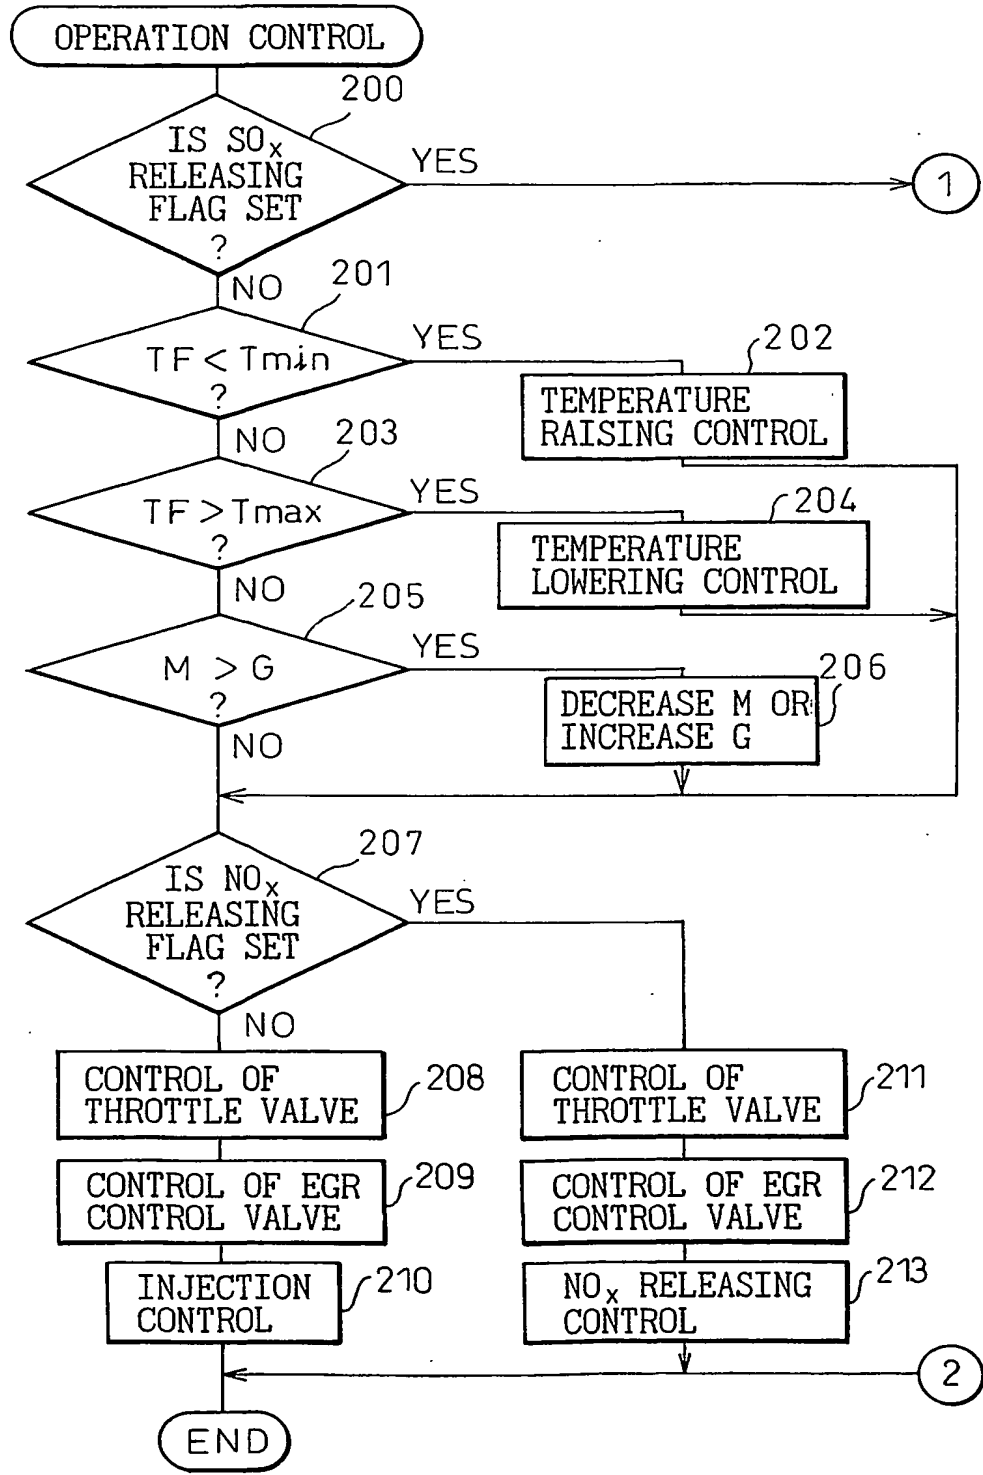 OPERATION CONTROL
200
IS SOx
RELEASING
FLAG SET
?
YES
1
NO
201
TF < Tmin
?
YES
202
TEMPERATURE
RAISING CONTROL
NO
203
TF > Tmax
?
YES
204
TEMPERATURE
LOWERING CONTROL
NO
205
M > G
?
YES
206
DECREASE M OR
INCREASE G
NO
207
IS NOx
RELEASING
FLAG SET
?
YES
NO
CONTROL OF
THROTTLE VALVE
208
CONTROL OF
THROTTLE VALVE
211
CONTROL OF EGR
CONTROL VALVE
209
CONTROL OF EGR
CONTROL VALVE
212
INJECTION
CONTROL
210
NOx RELEASING
CONTROL
213
2
END